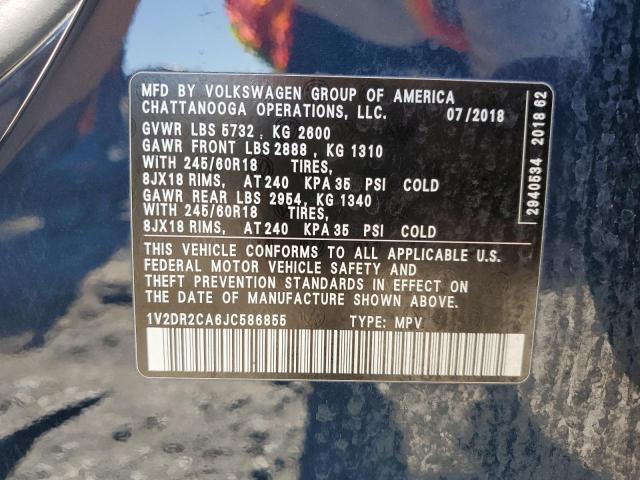 MFD BY VOLKSWAGEN GROUP OF AMERICA
CHATTANOOGA OPERATIONS, LLC. 07/2018
GVWR LBS 5732 , KG 2600
GAWR FRONT LBS 2888 , KG 1310
WITH 245/60R18 TIRES,
8JX18 RIMS, AT 240 KPA 35 PSI COLD
GAWR REAR LBS 2954, KG 1340
WITH 245/60R18 TIRES,
8JX18 RIMS, AT 240 KPA 35 PSI COLD
THIS VEHICLE CONFORMS TO ALL APPLICABLE U.S.
FEDERAL MOTOR VEHICLE SAFETY AND
THEFT PREVENTION STANDARDS IN EFFECT ON
THE DATE OF MANUFACTURE SHOWN ABOVE.
1V2DR2CA6JC586855 TYPE: MPV
2940534 2018 62